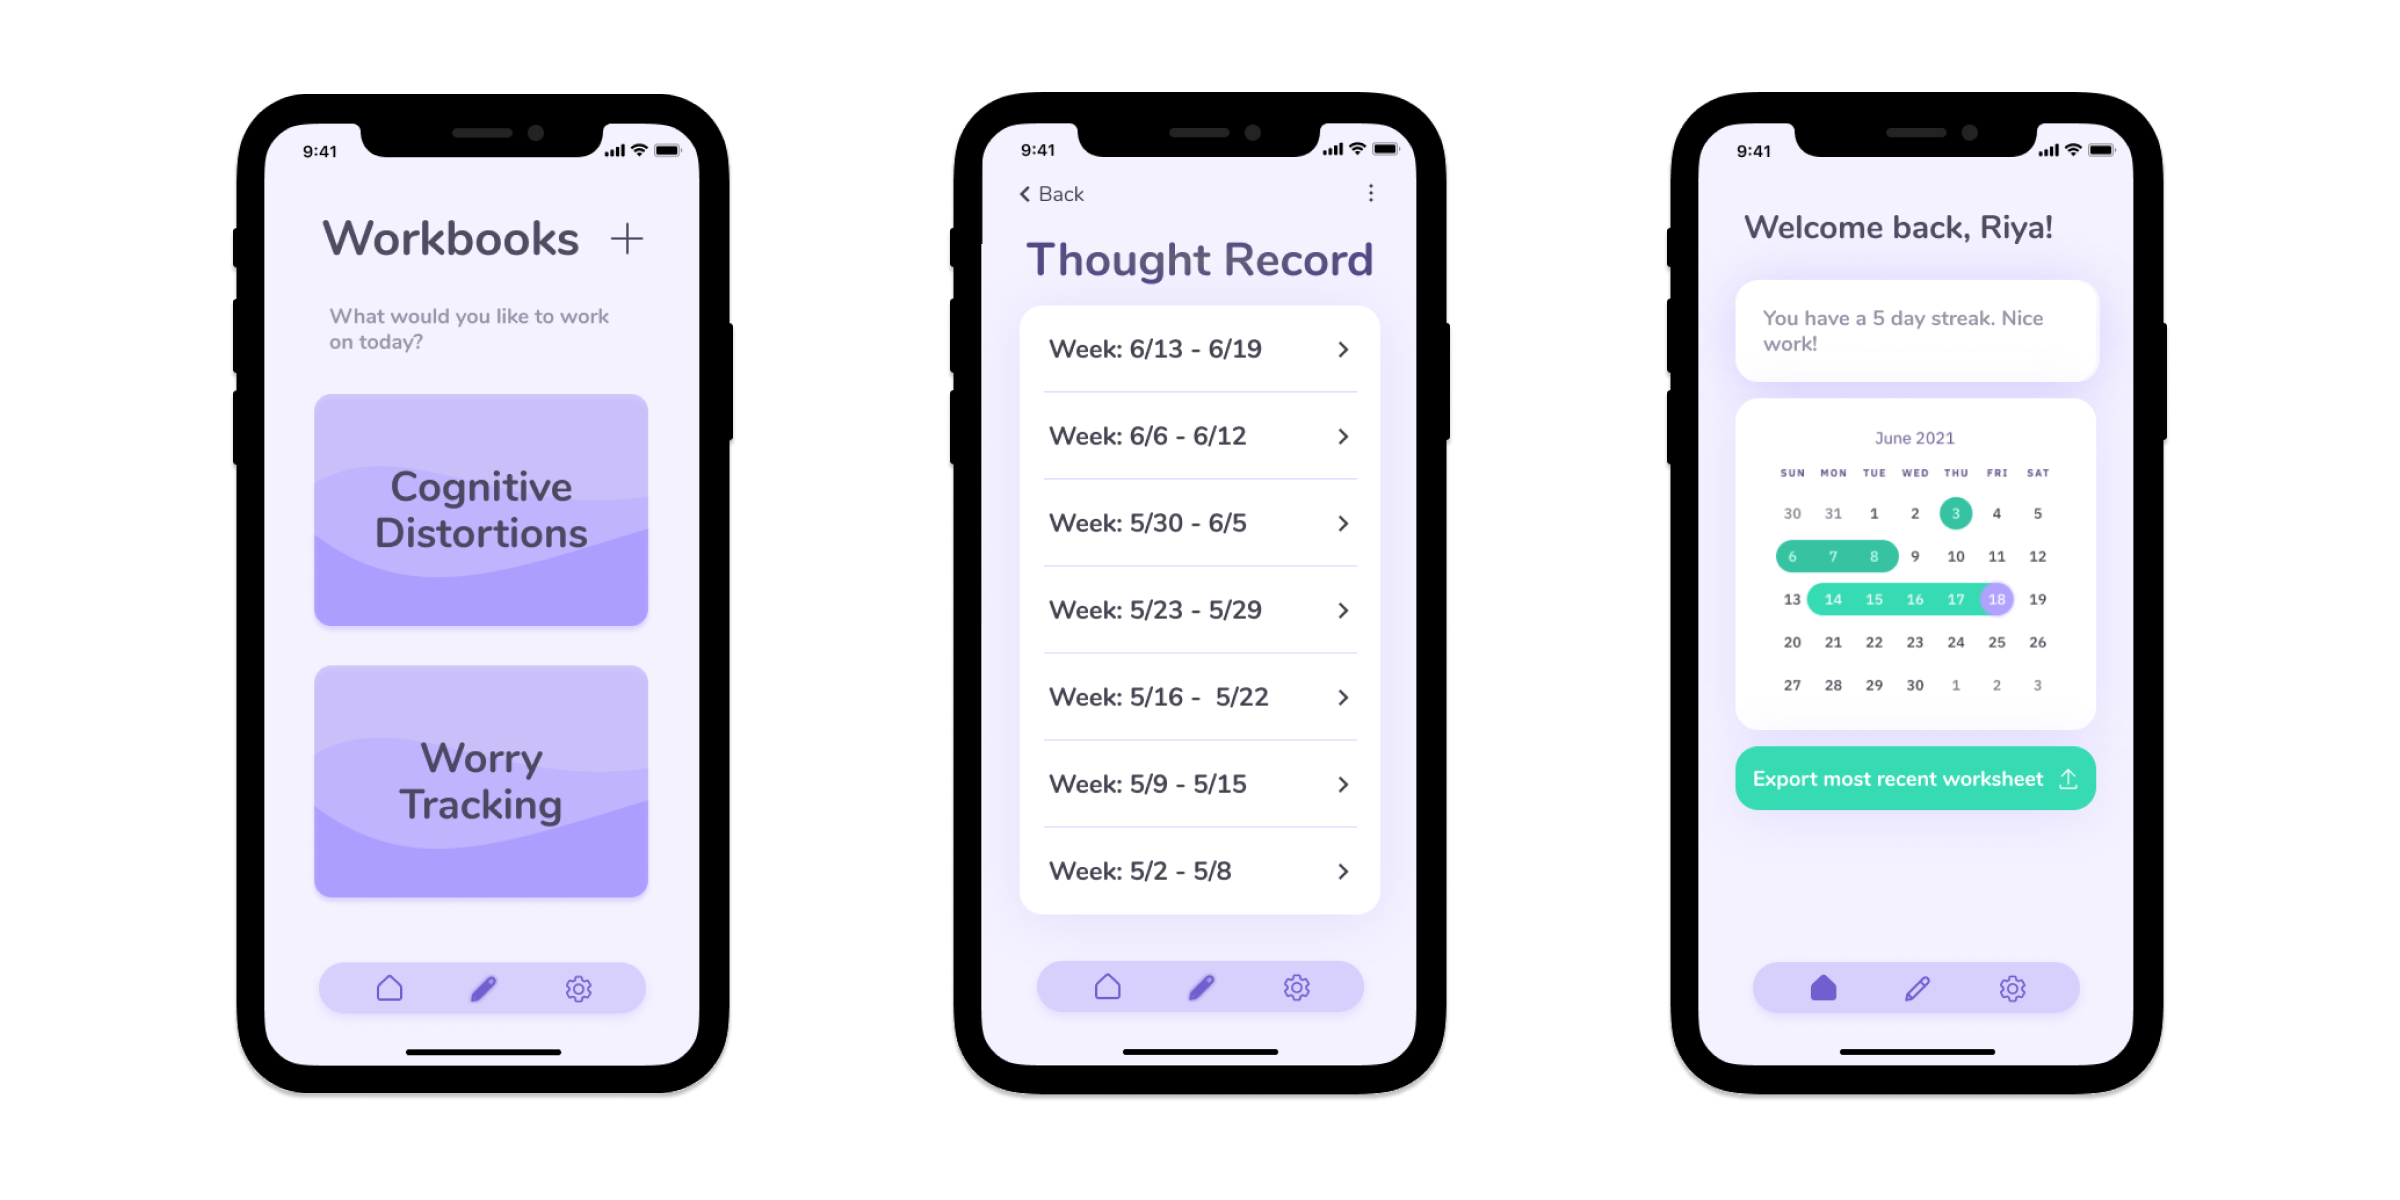 9:41
Workbooks
What would you like to work
on today?
Cognitive
Distortions
Worry
Tracking
9:41
Back
Thought Record
Week: 6/13 - 6/19
Week: 6/6 - 6/12
Week: 5/30 - 6/5
Week: 5/23 - 5/29
Week: 5/16 -  5/22
Week: 5/9 - 5/15
Week: 5/2 - 5/8
9:41
Welcome back, Riya!
You have a 5 day streak. Nice
work!
June 2021
SUN MON TUE WED THU FRI SAT
30 31 1 2 3 4 5
6 7 8 9 10 11 12
13 14 15 16 17 18 19
20 21 22 23 24 25 26
27 28 29 30 1 2 3
Export most recent worksheet